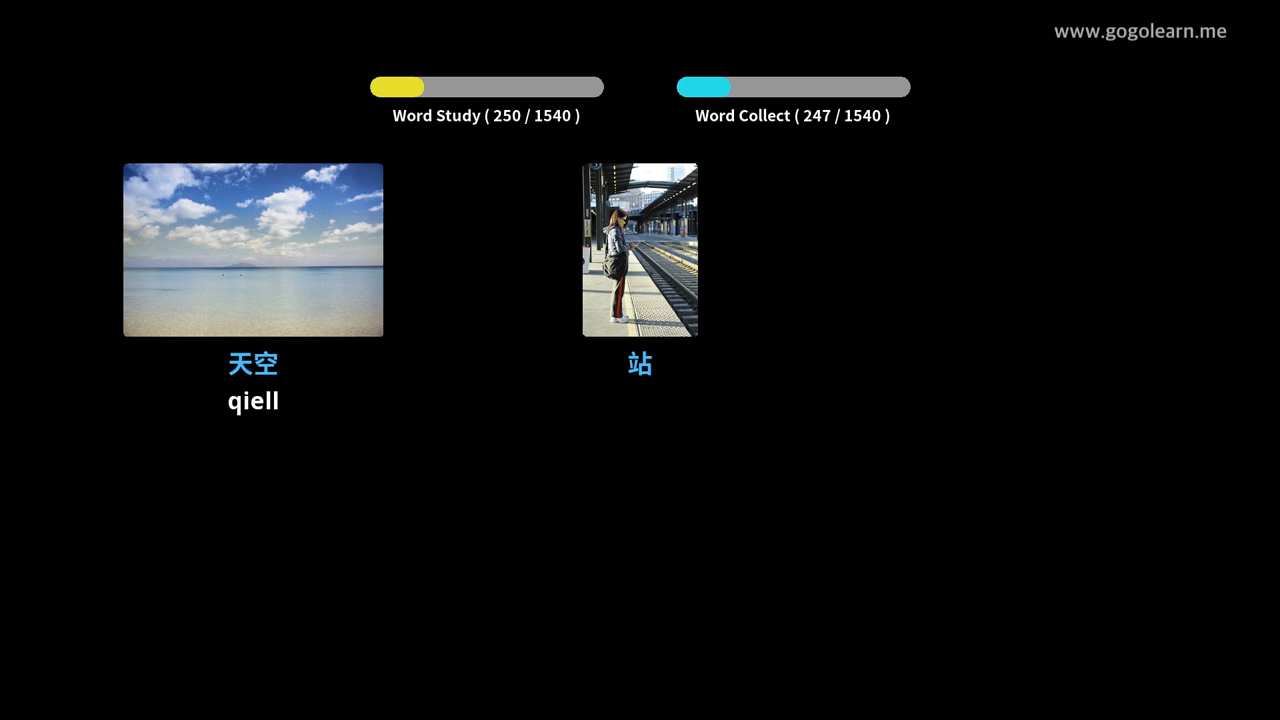 www.gogolearn.me
Word Study ( 250 / 1540 )
Word Collect ( 247 / 1540 )
天空
qiell
站